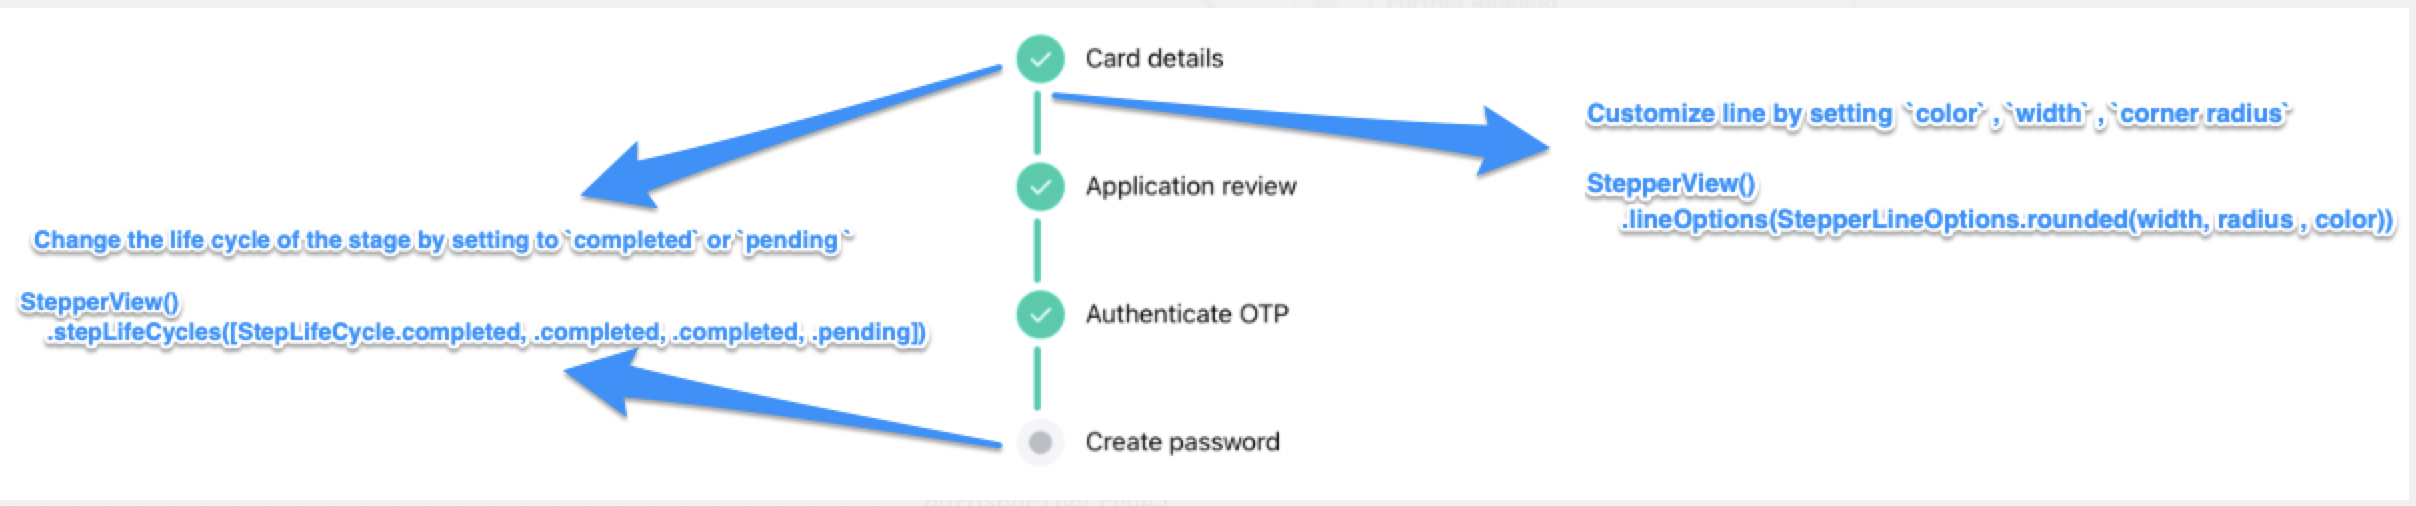 Card details
Application review
Authenticate OTP
Create password
Change the life cycle of the stage by setting to `completed` or `pending `
StepperView()
.stepLifeCycles([StepLifeCycle.completed, .completed, .completed, .pending])
Customize line by setting `color` , `width` , `corner radius`
StepperView()
.lineOptions(StepperLineOptions.rounded(width, radius , color))